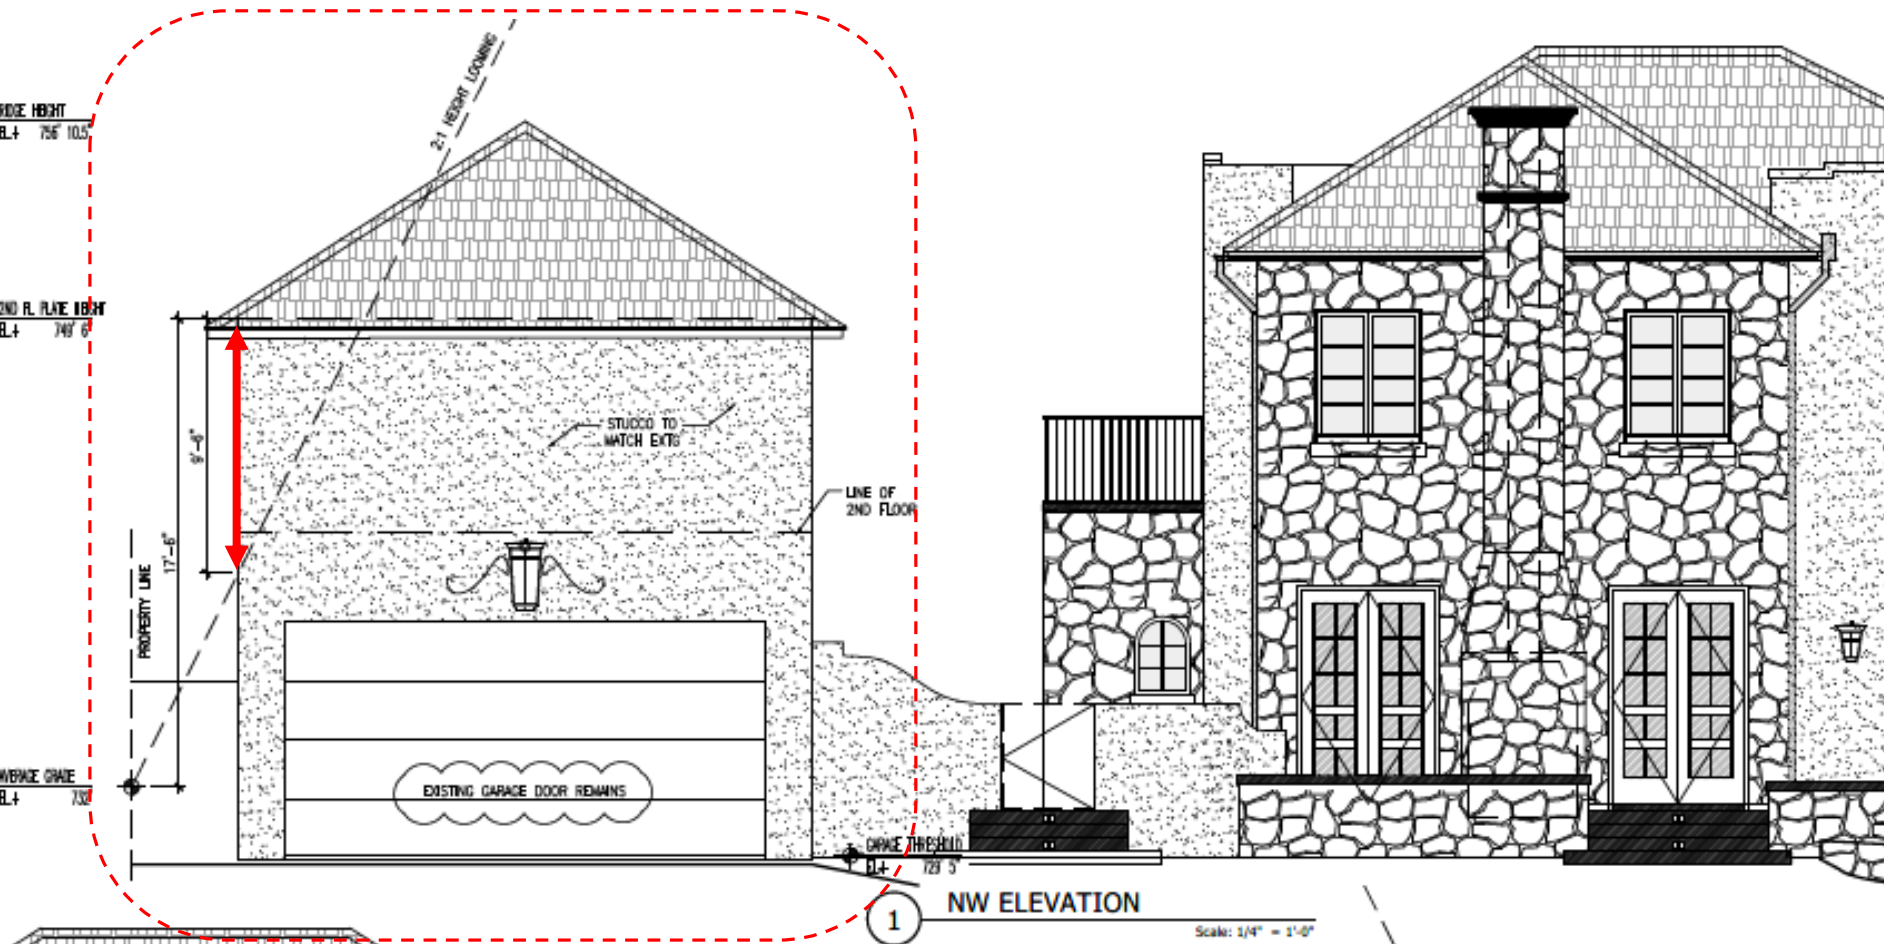 2:1 HEIGHT LOOMING
RIDGE HEIGHT
EL+ 756' 10.5"
2ND FL PLATE HEIGHT
EL+ 749' 6"
9'-6"
17'-6"
STUCCO TO
MATCH EXTG
LINE OF
2ND FLOOR
PROPERTY LINE
AVERAGE GRADE
EL+ 732'
EXISTING GARAGE DOOR REMAINS
GARAGE THRESHOLD
EL+ 729' 5"
1
NW ELEVATION
Scale: 1/4" = 1'-0"